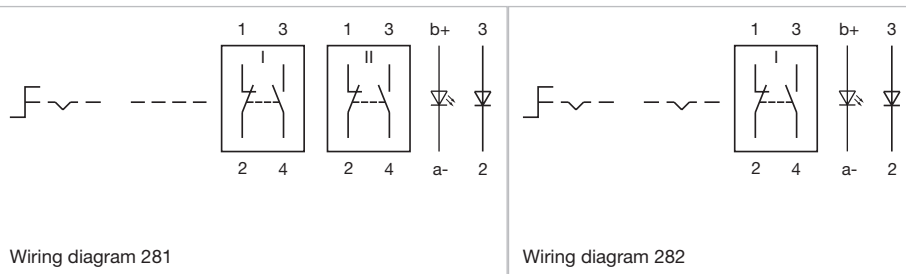 1 3 1 3 b+ 3
I II
2 4 2 4 a- 2
Wiring diagram 281
1 3 b+ 3
I
2 4 a- 2
Wiring diagram 282